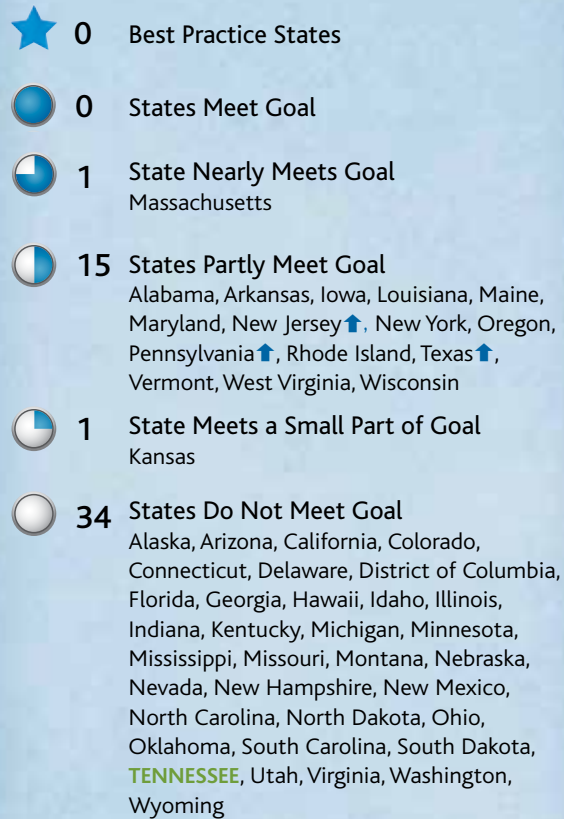 0 Best Practice States
0 States Meet Goal
1 State Nearly Meets Goal
Massachusetts
15 States Partly Meet Goal
Alabama, Arkansas, Iowa, Louisiana, Maine,
Maryland, New Jersey⬆, New York, Oregon,
Pennsylvania⬆, Rhode Island, Texas⬆,
Vermont, West Virginia, Wisconsin
1 State Meets a Small Part of Goal
Kansas
34 States Do Not Meet Goal
Alaska, Arizona, California, Colorado,
Connecticut, Delaware, District of Columbia,
Florida, Georgia, Hawaii, Idaho, Illinois,
Indiana, Kentucky, Michigan, Minnesota,
Mississippi, Missouri, Montana, Nebraska,
Nevada, New Hampshire, New Mexico,
North Carolina, North Dakota, Ohio,
Oklahoma, South Carolina, South Dakota,
TENNESSEE, Utah, Virginia, Washington,
Wyoming